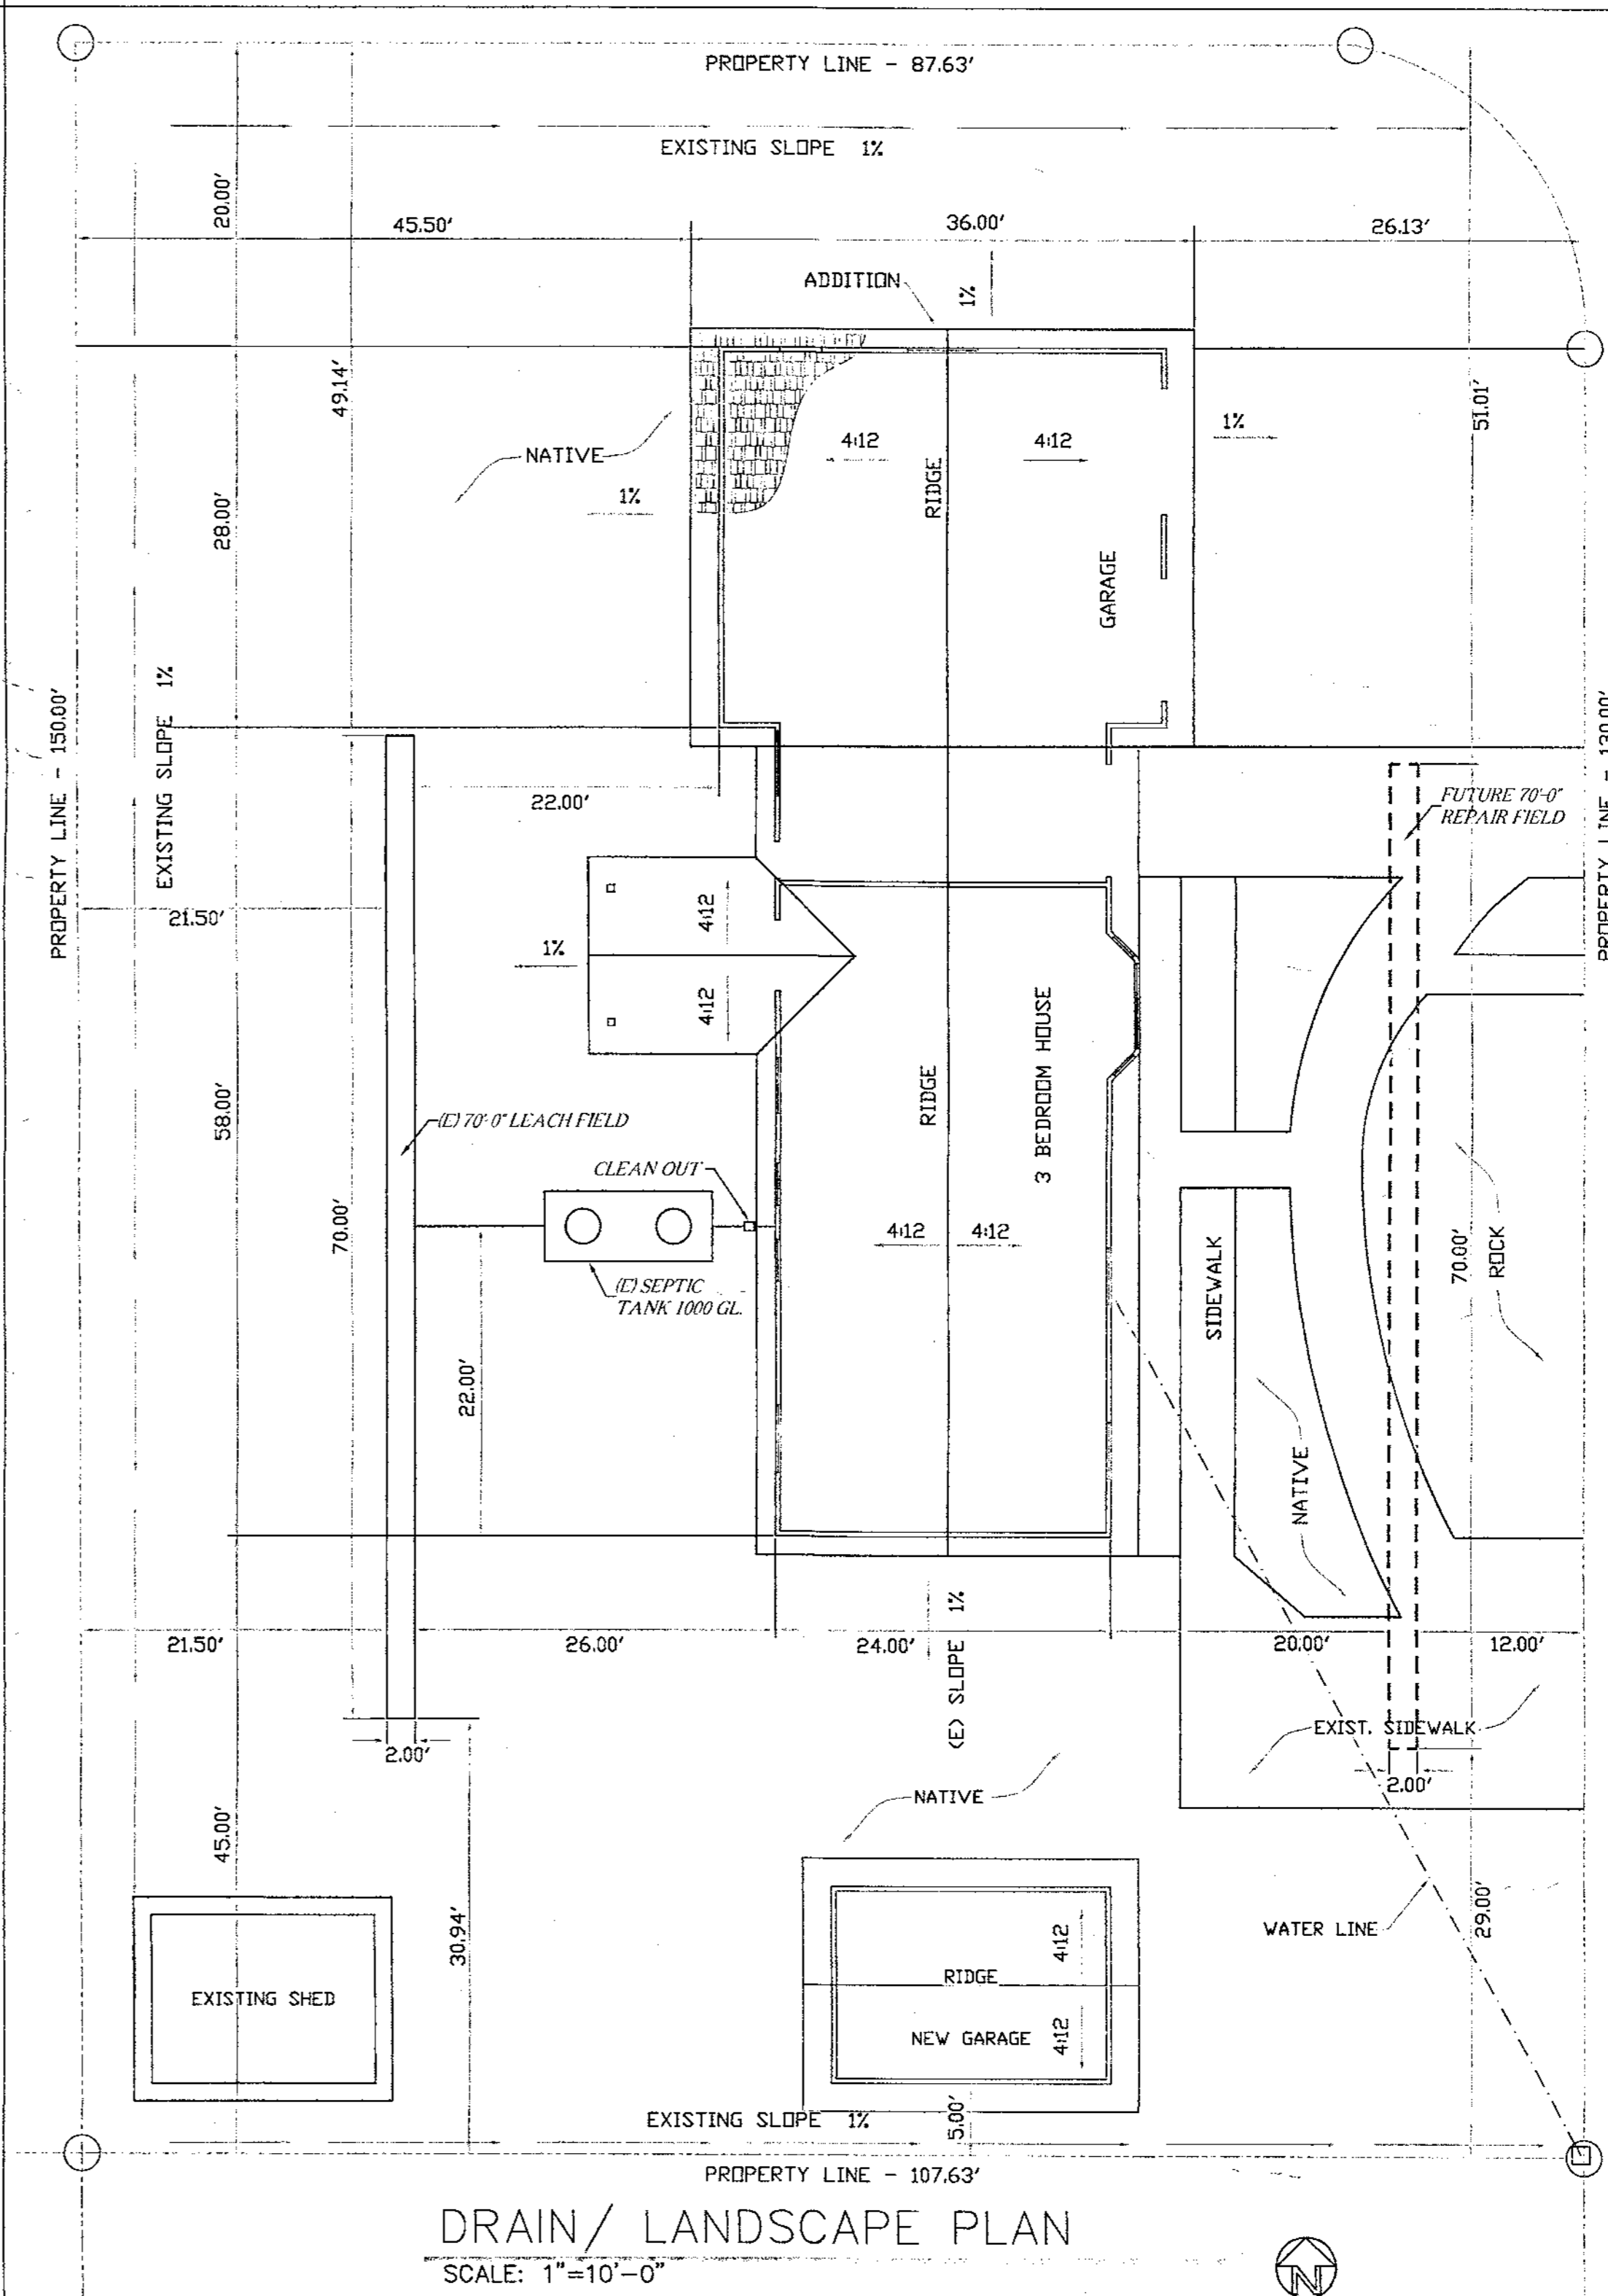 PROPERTY LINE - 87.63'
EXISTING SLOPE 1%
20.00'
45.50'
36.00'
26.13'
ADDITION
1%
49.14'
51.01'
NATIVE
4:12
4:12
1%
1%
RIDGE
28.00'
GARAGE
PROPERTY LINE - 150.00'
EXISTING SLOPE 1%
PROPERTY LINE - 130.00'
22.00'
FUTURE 70'-0"
REPAIR FIELD
21.50'
4:12
1%
4:12
3 BEDROOM HOUSE
RIDGE
58.00'
(E) 70'-0" LEACH FIELD
CLEAN OUT
70.00'
4:12
4:12
SIDEWALK
70.00'
ROCK
(E) SEPTIC
TANK 1000 GL.
22.00'
NATIVE
21.50'
26.00'
24.00'
(E) SLOPE 1%
20.00'
12.00'
EXIST. SIDEWALK
2.00'
2.00'
NATIVE
45.00'
30.94'
WATER LINE
29.00'
4:12
RIDGE
EXISTING SHED
NEW GARAGE
4:12
EXISTING SLOPE 1%
5.00'
PROPERTY LINE - 107.63'
DRAIN/ LANDSCAPE PLAN
SCALE: 1"=10'-0"
N